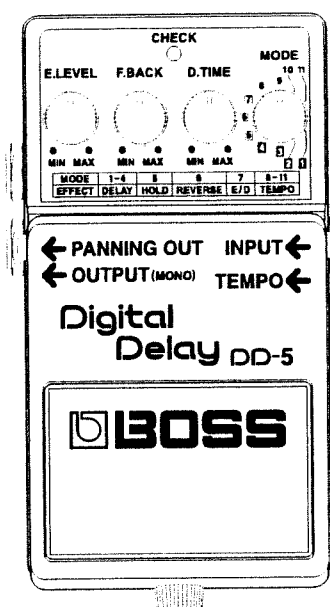 CHECK
MODE
E.LEVEL F.BACK D.TIME
1 2 3 4 5 6 7 8 9 10 11
MIN MAX MIN MAX MIN MAX
MODE 1-4 5 6 7 8-11
EFFECT DELAY HOLD REVERSE E/D TEMPO
PANNING OUT INPUT
OUTPUT (MONO) TEMPO
Digital
Delay DD-5
BOSS